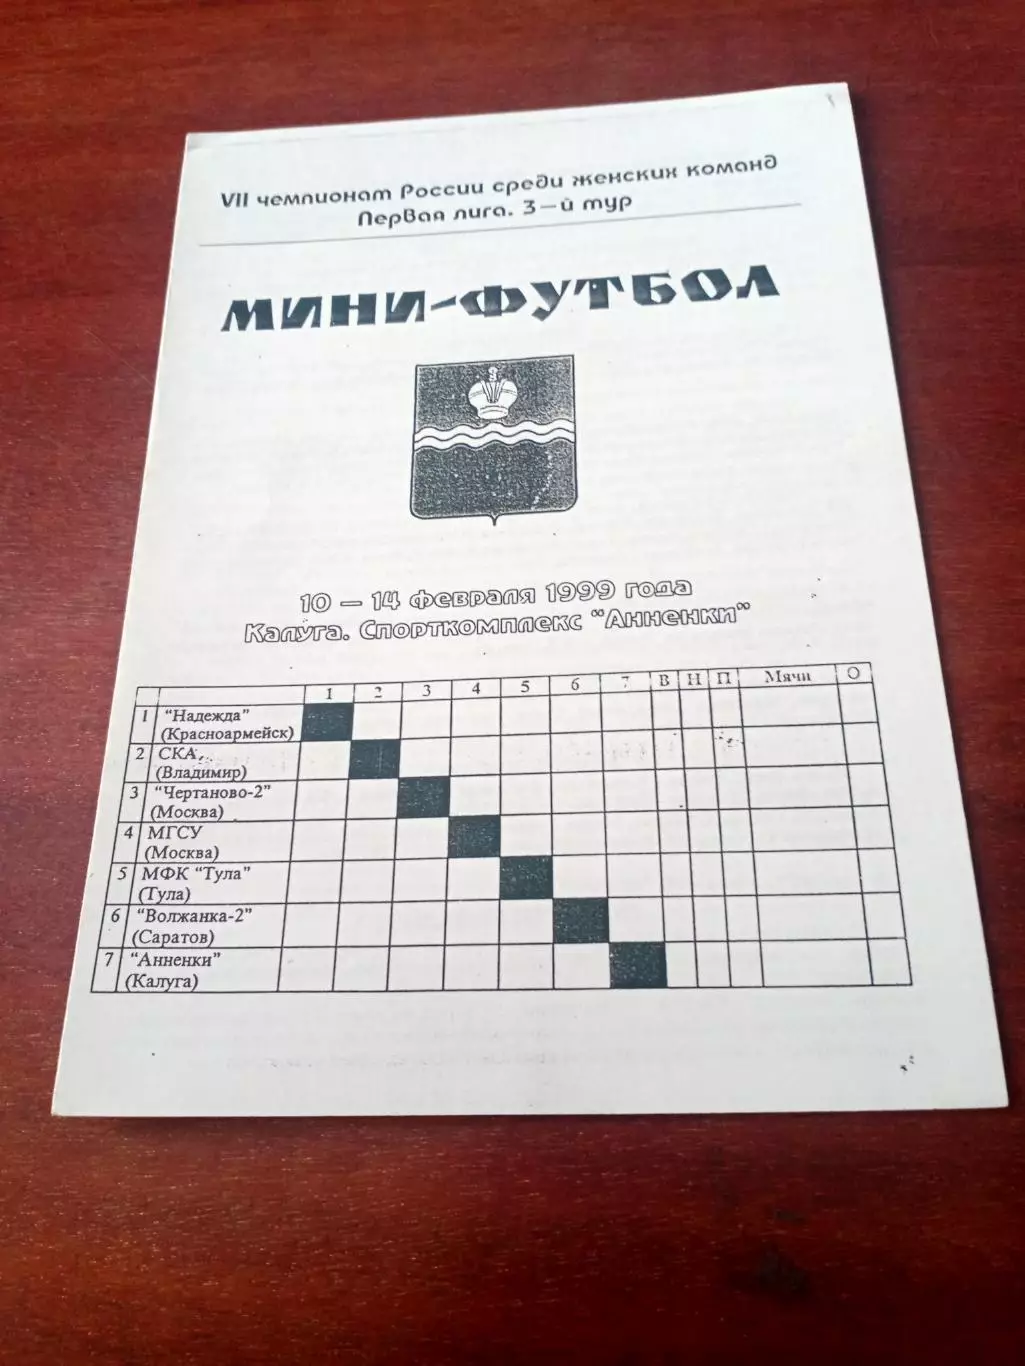 VII чемпионат России среди женских команд
Первая лига. 3-й тур
МИНИ-ФУТБОЛ
10 - 14 февраля 1999 года
Калуга. Спорткомплекс "Анненки"
1 2 3 4 5 6 7 В Н П Мячи О
1 "Надежда"
(Красноармейск)
2 СКА,
(Владимир)
3 "Чертаново-2"
(Москва)
4 МГСУ
(Москва)
5 МФК "Тула"
(Тула)
6 "Волжанка-2"
(Саратов)
7 "Анненки"
(Калуга)